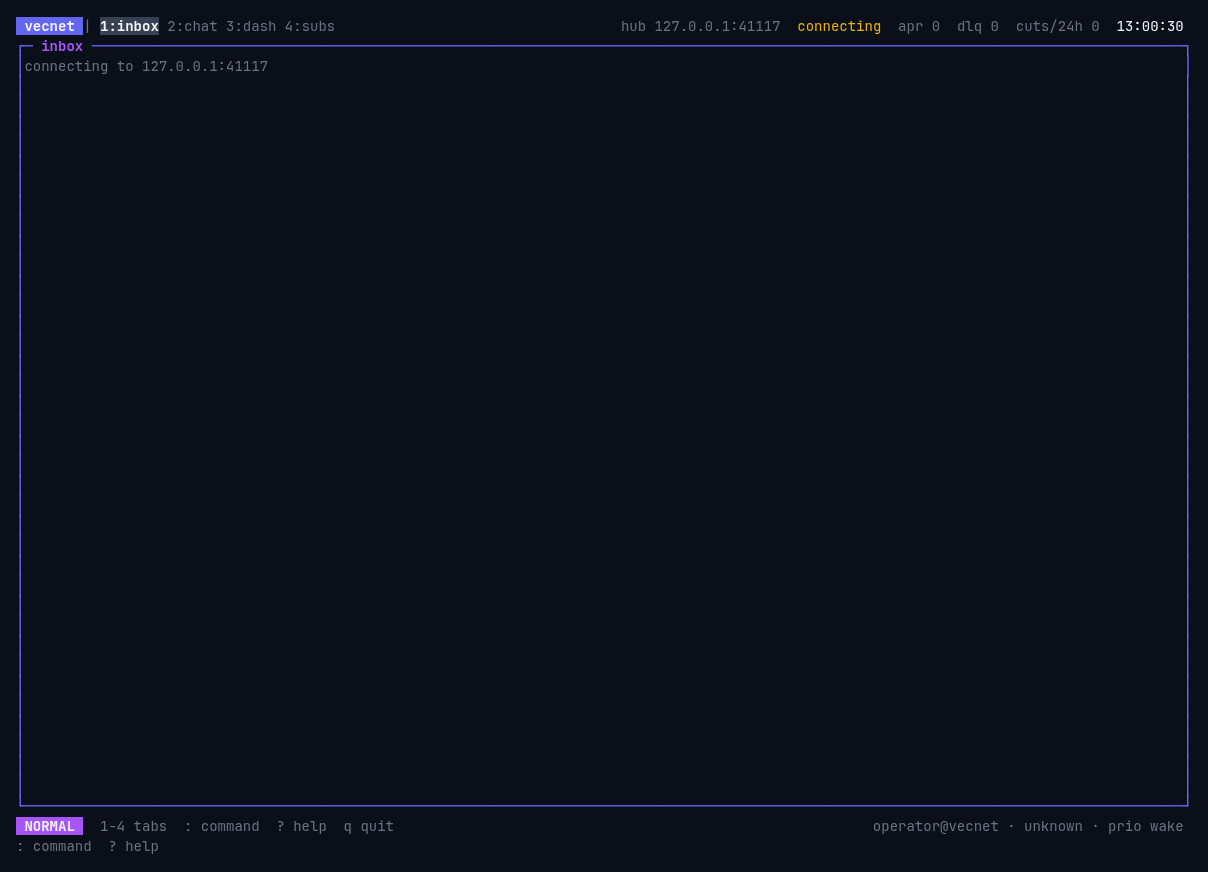 vecnet │ 1:inbox 2:chat 3:dash 4:subs hub 127.0.0.1:41117 connecting apr 0 dlq 0 cuts/24h 0 13:00:30
inbox
connecting to 127.0.0.1:41117
NORMAL 1-4 tabs : command ? help q quit operator@vecnet · unknown · prio wake
: command ? help